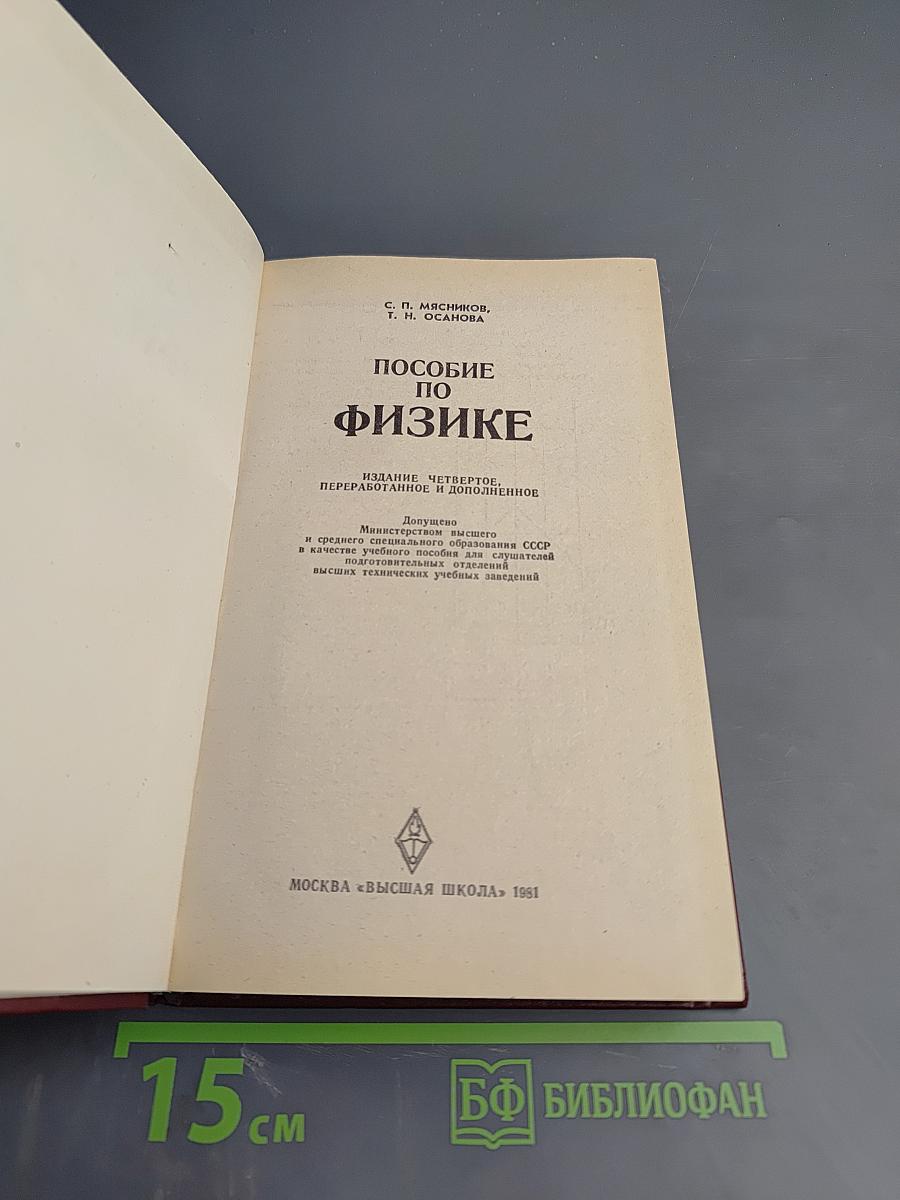 С. П. МЯСНИКОВ,
Т. Н. ОСАНОВА
ПОСОБИЕ
ПО
ФИЗИКЕ
ИЗДАНИЕ ЧЕТВЕРТОЕ,
ПЕРЕРАБОТАННОЕ И ДОПОЛНЕННОЕ
Допущено
Министерством высшего
и среднего специального образования СССР
в качестве учебного пособия для слушателей
подготовительных отделений
высших технических учебных заведений
МОСКВА «ВЫСШАЯ ШКОЛА» 1981
15 см
БФ БИБЛИОФАН